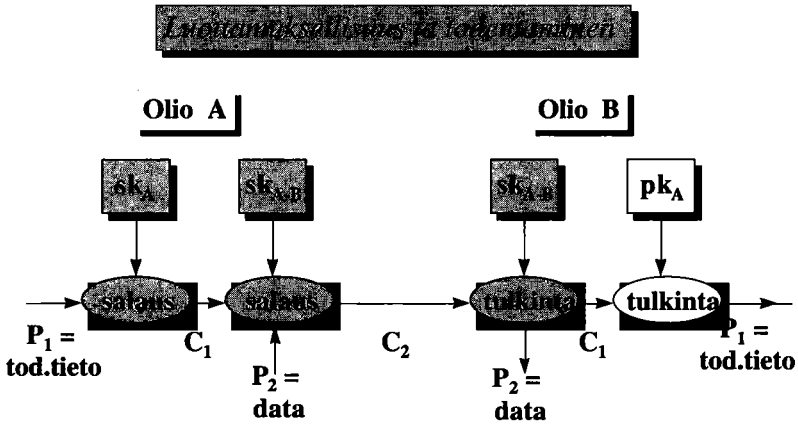 Luottamuksellisuus ja todentaminen
Olio A
Olio B
sk_A
sk_A-B
sk_A-B
pk_A
salaus
salaus
tulkinta
tulkinta
P_1 =
tod.tieto
C_1
P_2 =
data
C_2
P_2 =
data
C_1
P_1 =
tod.tieto